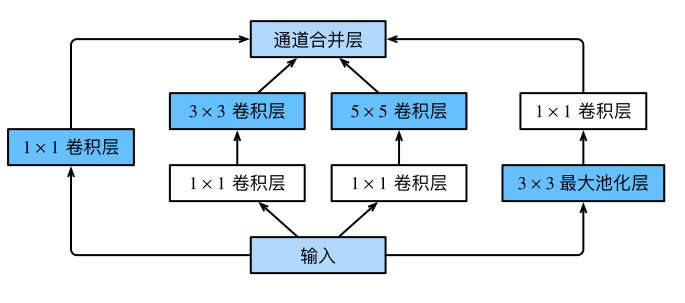 通道合并层
3 × 3 卷积层
5 × 5 卷积层
1 × 1 卷积层
1 × 1 卷积层
1 × 1 卷积层
1 × 1 卷积层
3 × 3 最大池化层
输入